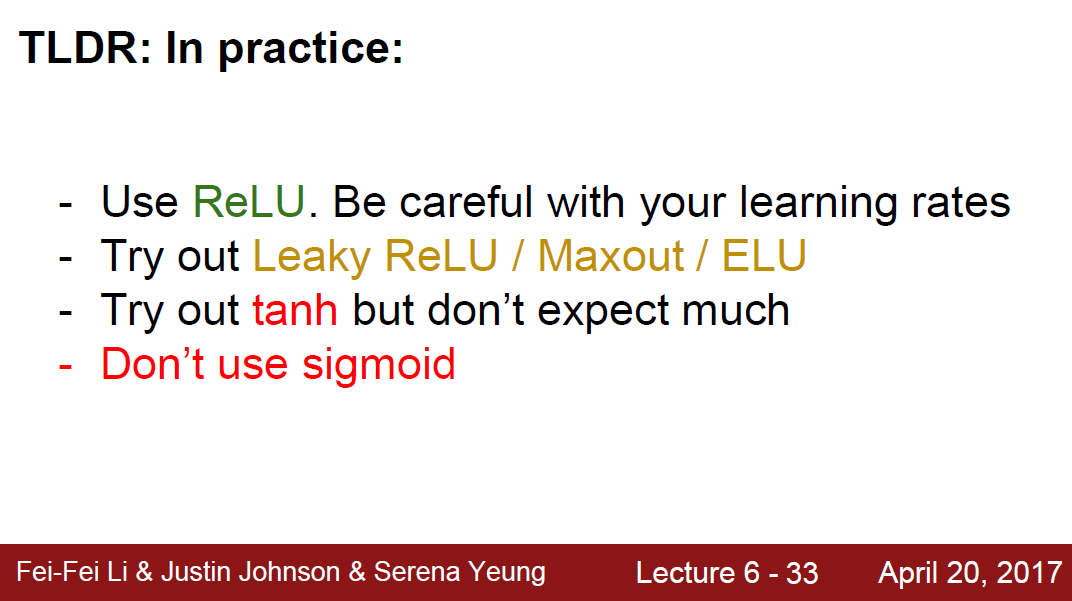 TLDR: In practice:
- Use ReLU. Be careful with your learning rates
- Try out Leaky ReLU / Maxout / ELU
- Try out tanh but don’t expect much
- Don’t use sigmoid
Fei-Fei Li & Justin Johnson & Serena Yeung Lecture 6 - 33 April 20, 2017